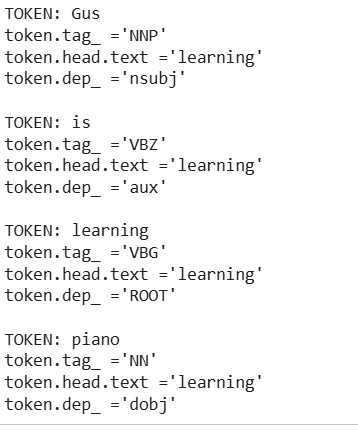 TOKEN: Gus
token.tag_ ='NNP'
token.head.text ='learning'
token.dep_ ='nsubj'
TOKEN: is
token.tag_ ='VBZ'
token.head.text ='learning'
token.dep_ ='aux'
TOKEN: learning
token.tag_ ='VBG'
token.head.text ='learning'
token.dep_ ='ROOT'
TOKEN: piano
token.tag_ ='NN'
token.head.text ='learning'
token.dep_ ='dobj'